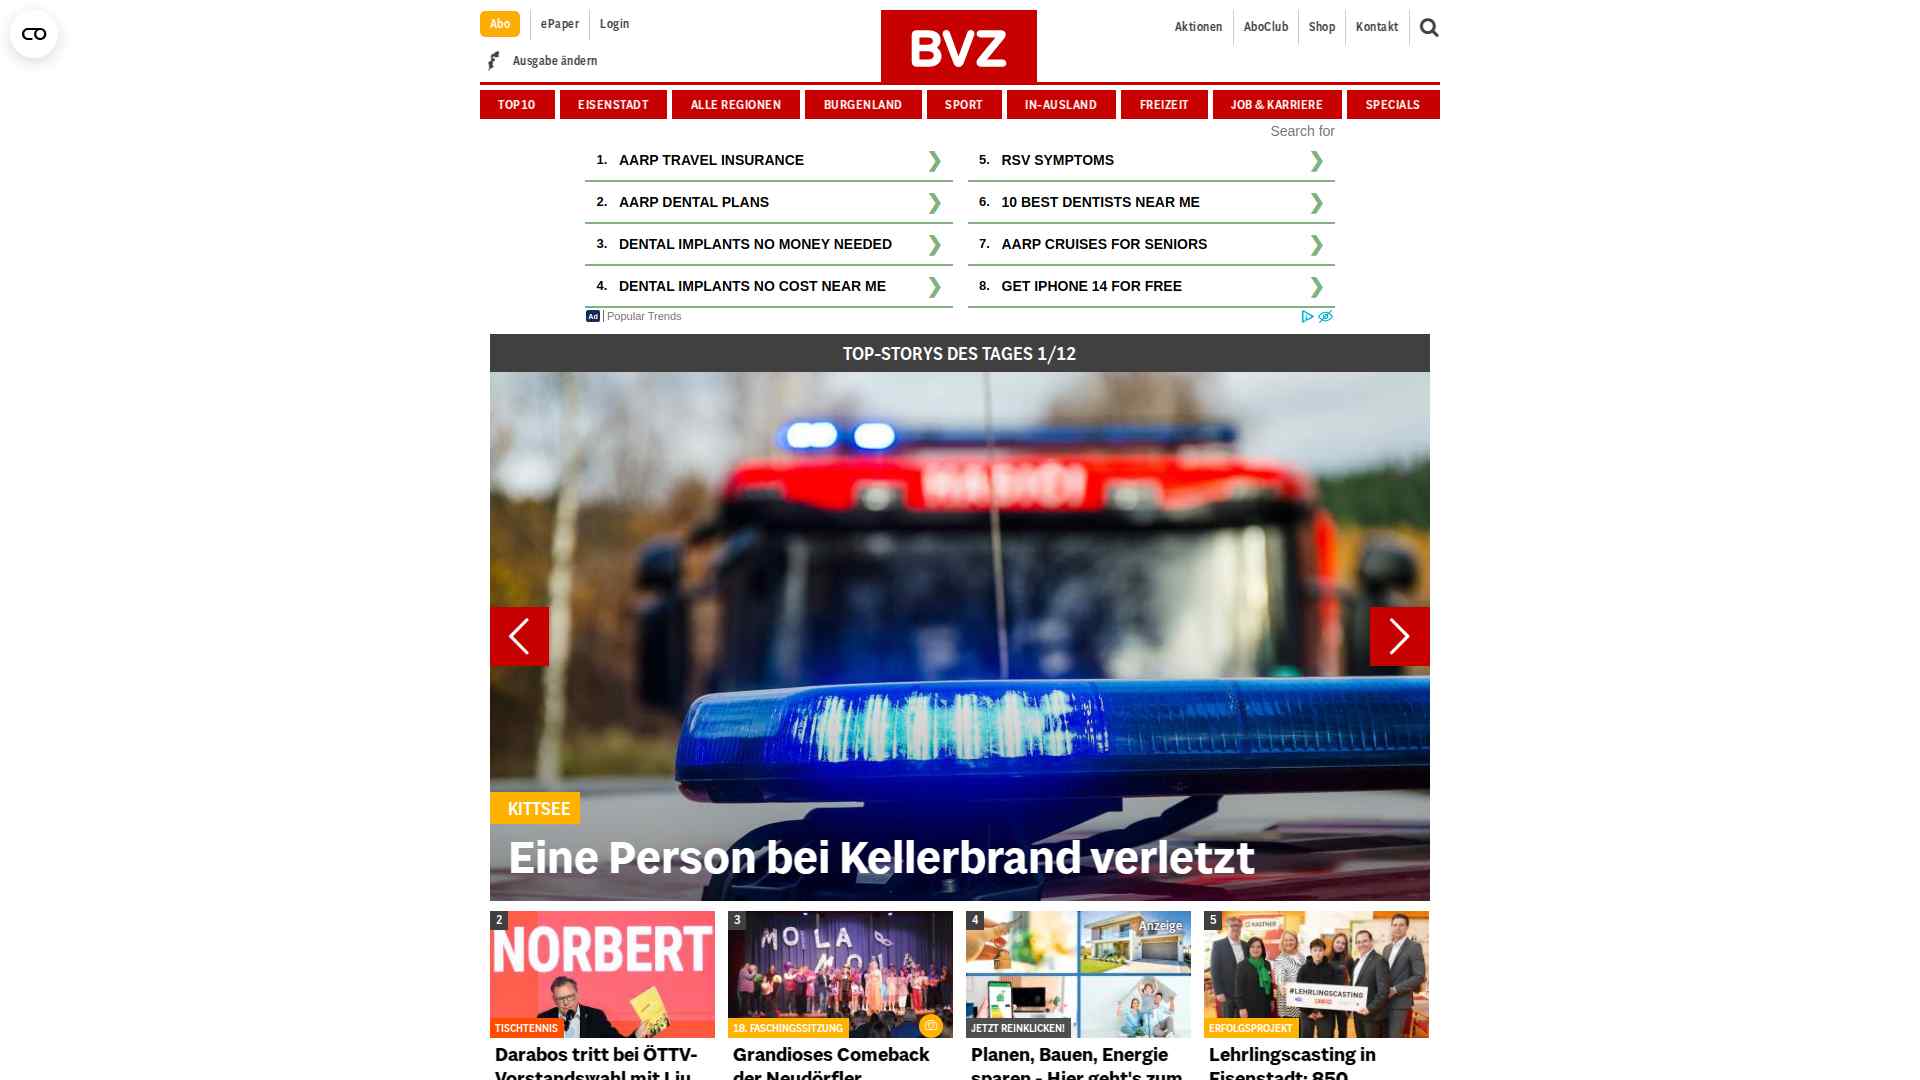 Abo
ePaper
Login
Ausgabe ändern
BVZ
Aktionen
AboClub
Shop
Kontakt
TOP10
EISENSTADT
ALLE REGIONEN
BURGENLAND
SPORT
IN-AUSLAND
FREIZEIT
JOB & KARRIERE
SPECIALS
Search for
1. AARP TRAVEL INSURANCE
2. AARP DENTAL PLANS
3. DENTAL IMPLANTS NO MONEY NEEDED
4. DENTAL IMPLANTS NO COST NEAR ME
5. RSV SYMPTOMS
6. 10 BEST DENTISTS NEAR ME
7. AARP CRUISES FOR SENIORS
8. GET IPHONE 14 FOR FREE
Ad Popular Trends
TOP-STORYS DES TAGES 1/12
KITTSEE
Eine Person bei Kellerbrand verletzt
2
NORBERT
TISCHTENNIS
Darabos tritt bei ÖTTV-
Vorstandswahl mit Liu
3
MOLA
18. FASCHINGSSITZUNG
Grandioses Comeback
der Neudörfler
4
Anzeige
JETZT REINKLICKEN!
Planen, Bauen, Energie
sparen - Hier geht's zum
5
KASTNER
#LEHRLINGSCASTING
ERFOLGSPROJEKT
Lehrlingscasting in
Eisenstadt: 850